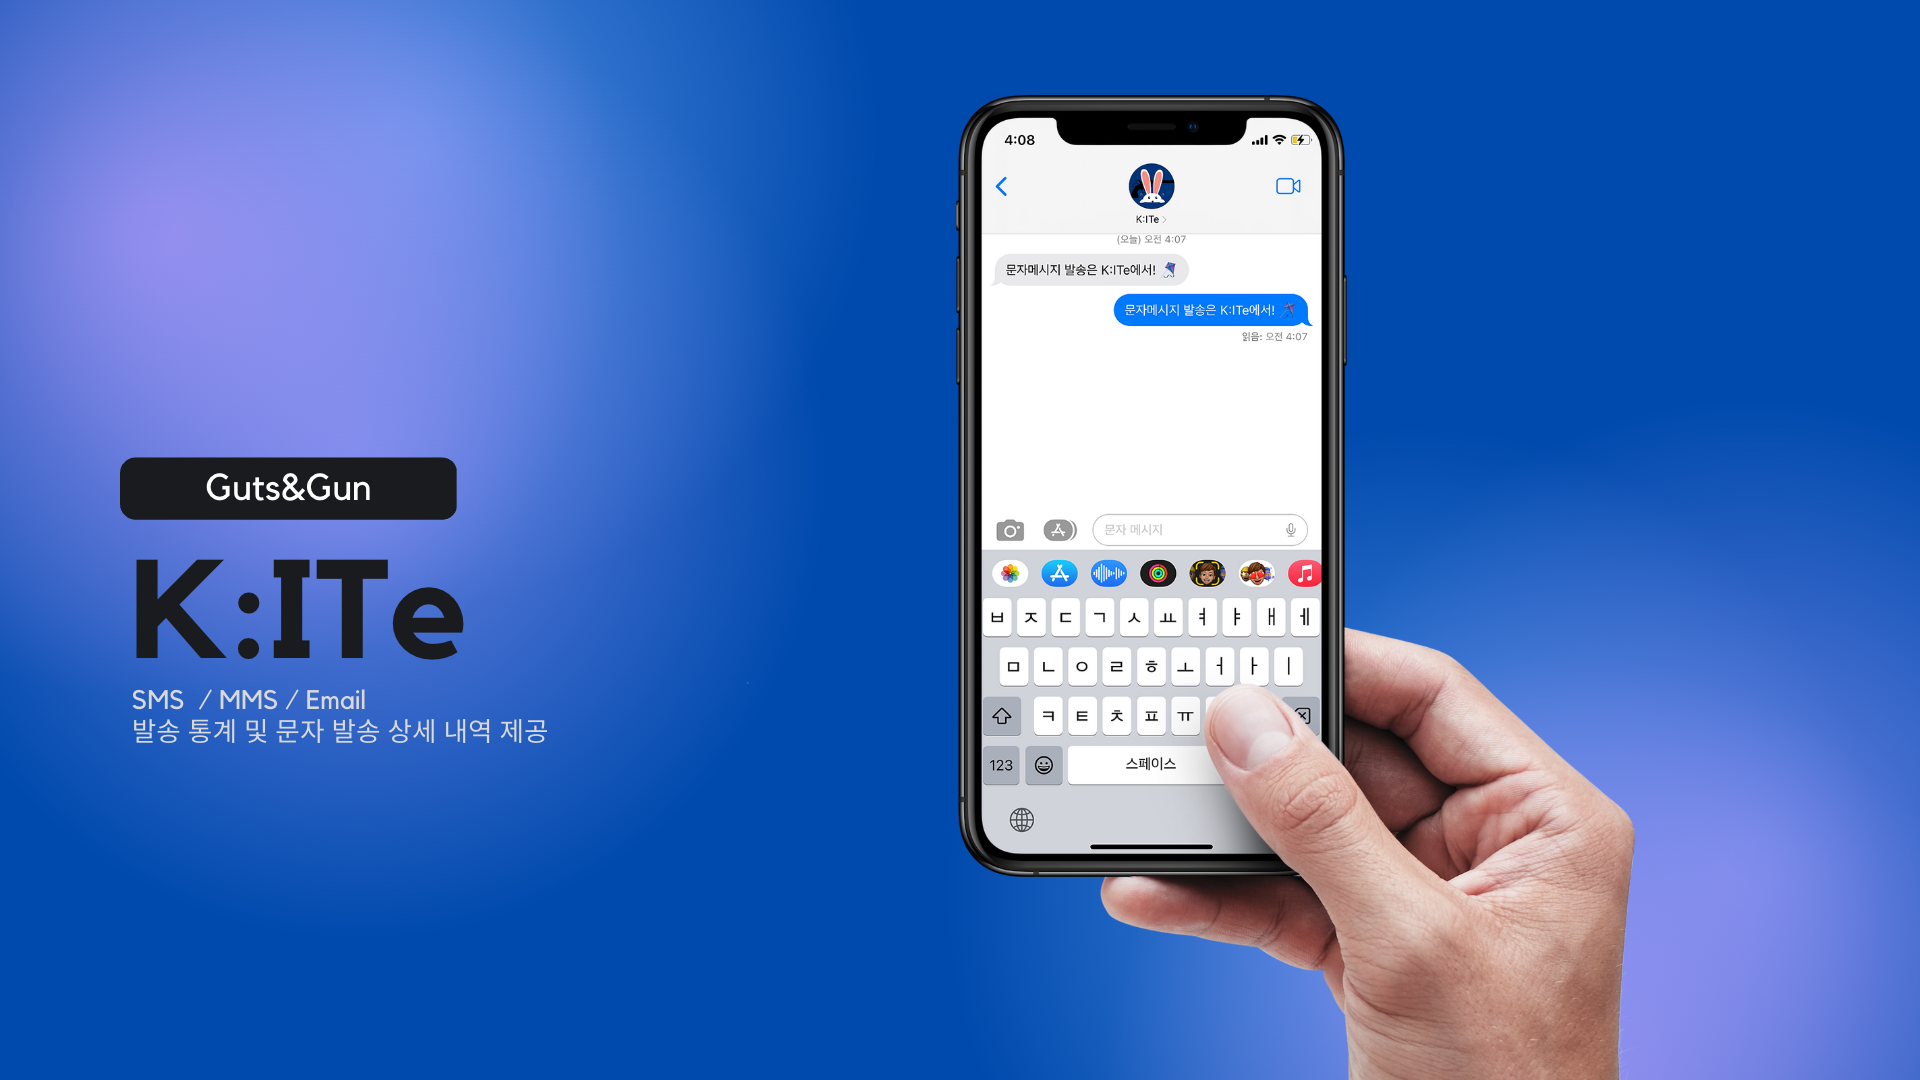 Guts&Gun
K:ITe
SMS / MMS / Email
발송 통계 및 문자 발송 상세 내역 제공
4:08
K:ITe
(오늘) 오전 4:07
문자메시지 발송은 K:ITe에서!
문자메시지 발송은 K:ITe에서!
읽음: 오전 4:07
문자 메시지
ㅂ ㅈ ㄷ ㄱ ㅅ ㅛ ㅕ ㅑ ㅐ ㅔ
ㅁ ㄴ ㅇ ㄹ ㅎ ㅗ ㅓ ㅏ ㅣ
ㅋ ㅌ ㅊ ㅍ ㅠ
123 스페이스